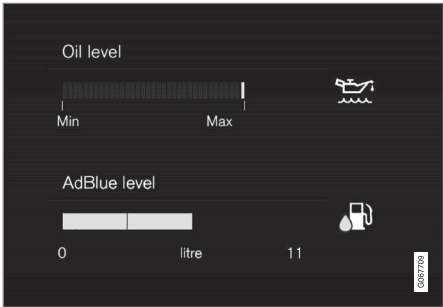 Oil level
Min Max
AdBlue level
0 litre 11
G067709